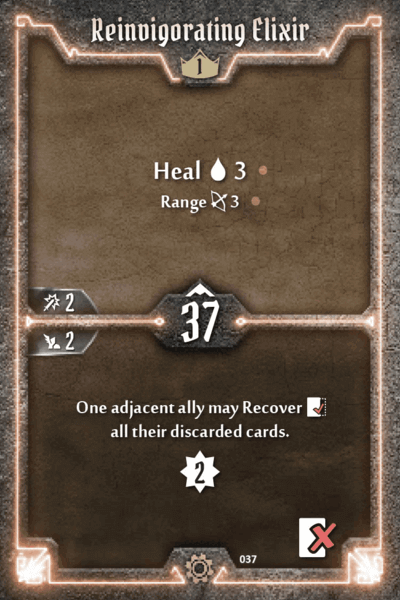 Reinvigorating Elixir
1
Heal 3
Range 3
2
37
2
One adjacent ally may Recover
all their discarded cards.
2
037